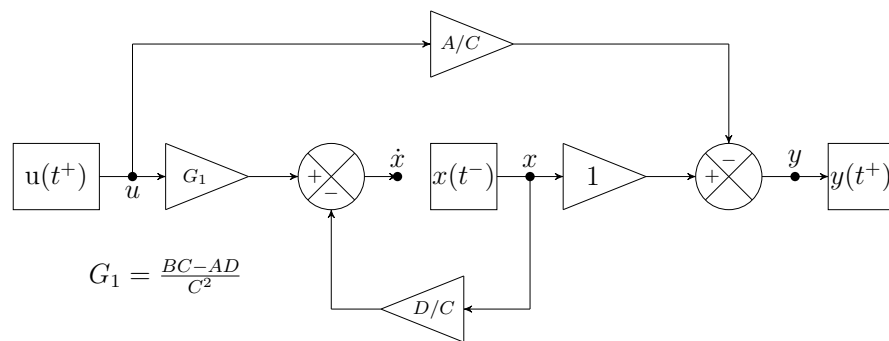 A/C
−
u(t⁺)
u
G₁
+
−
ẋ
x(t⁻)
x
1
+
y
y(t⁺)
G₁ = (BC−AD)/C²
D/C